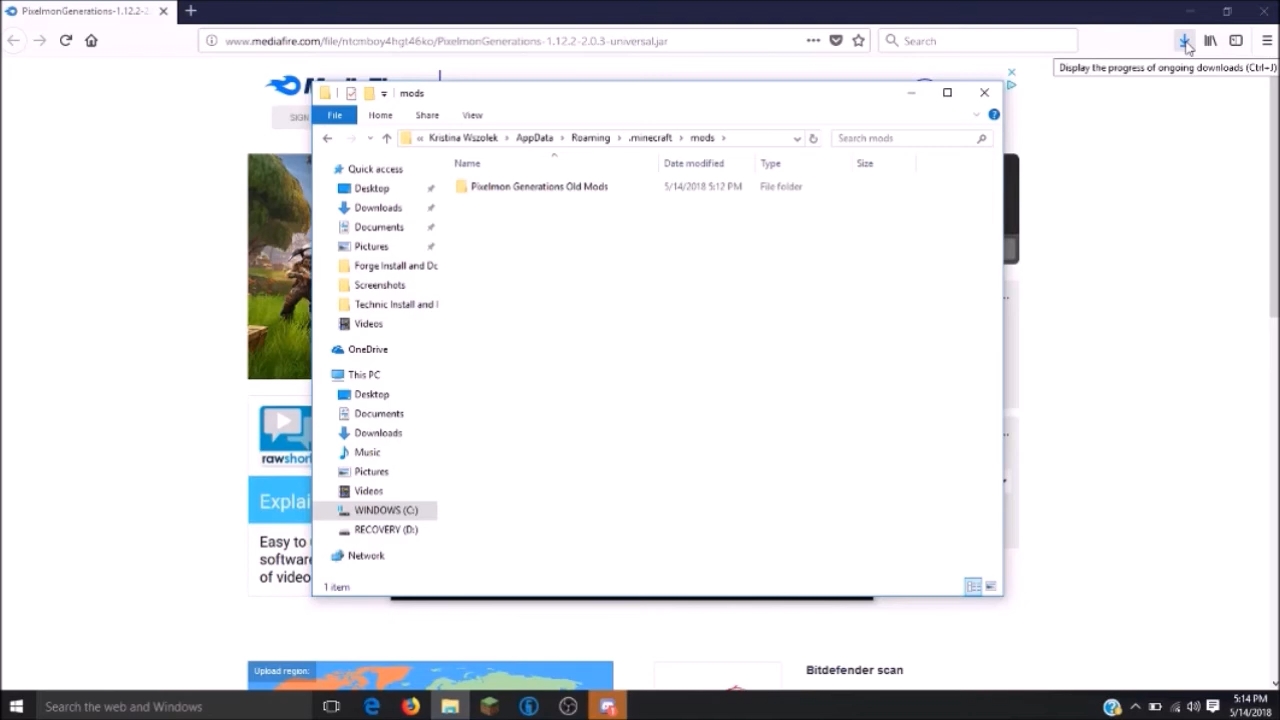 PixelmonGenerations-1.12.2-2
www.mediafire.com/file/ntcmboy4hgt46ko/PixelmonGenerations-1.12.2-2.0.3-universal.jar
Search
Display the progress of ongoing downloads (Ctrl+J)
mods
SIGN
File
Home
Share
View
« Kristina Wszolek > AppData > Roaming > .minecraft > mods >
Search mods
Quick access
Desktop
Downloads
Documents
Pictures
Forge Install and Do
Screenshots
Technic Install and I
Videos
OneDrive
This PC
Desktop
Documents
Downloads
Music
Pictures
Videos
WINDOWS (C:)
RECOVERY (D:)
Network
Name
Date modified
Type
Size
Pixelmon Generations Old Mods
5/14/2018 5:12 PM
File folder
1 item
rawshort
Explai
Easy to
software
of video
Upload region:
Bitdefender scan
Search the web and Windows
5:14 PM
5/14/2018